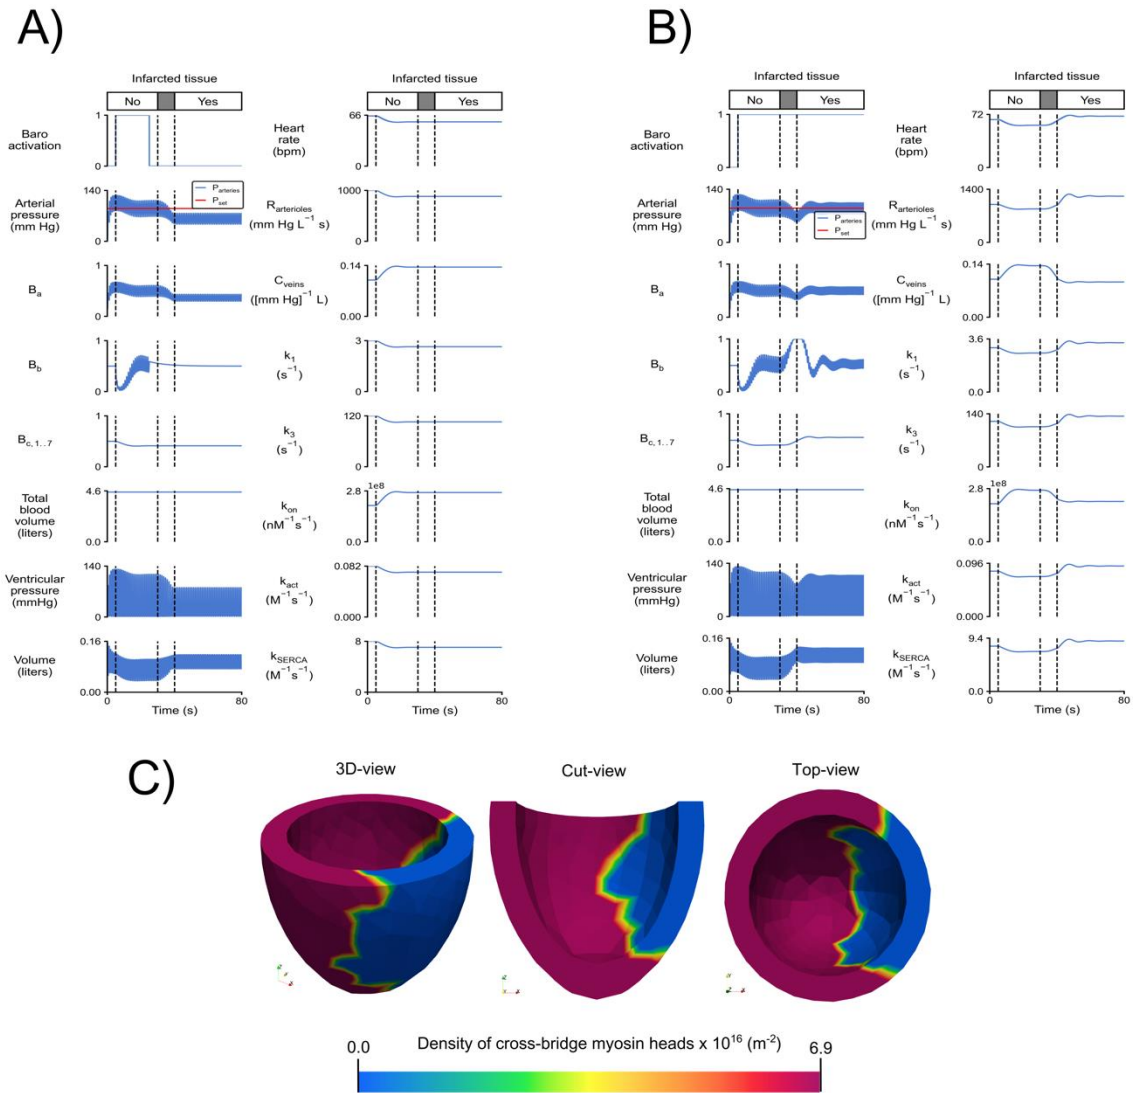 A)
Infarcted tissue
No
Yes
Infarcted tissue
No
Yes
Baro
activation
1
0
Heart
rate
(bpm)
66
0
Arterial
pressure
(mm Hg)
140
0
P_arteries
P_set
R_arterioles
(mm Hg L⁻¹ s)
1000
0
B_a
1
0
C_veins
([mm Hg]⁻¹ L)
0.14
0.00
B_b
1
0
k_1
(s⁻¹)
3
0
B_c, 1..7
1
0
k_3
(s⁻¹)
120
0
Total
blood
volume
(liters)
4.6
0.0
k_on
(nM⁻¹s⁻¹)
1e8
2.8
0.0
Ventricular
pressure
(mmHg)
140
0
k_act
(M⁻¹s⁻¹)
0.082
0.000
Volume
(liters)
0.16
0.00
k_SERCA
(M⁻¹s⁻¹)
8
0
0
80
Time (s)
0
80
Time (s)
B)
Infarcted tissue
No
Yes
Infarcted tissue
No
Yes
Baro
activation
1
0
Heart
rate
(bpm)
72
0
Arterial
pressure
(mm Hg)
140
0
P_arteries
P_set
R_arterioles
(mm Hg L⁻¹ s)
1400
0
B_a
1
0
C_veins
([mm Hg]⁻¹ L)
0.14
0.00
B_b
1
0
k_1
(s⁻¹)
3.6
0.0
B_c, 1..7
1
0
k_3
(s⁻¹)
140
0
Total
blood
volume
(liters)
4.6
0.0
k_on
(nM⁻¹s⁻¹)
1e8
2.8
0.0
Ventricular
pressure
(mmHg)
140
0
k_act
(M⁻¹s⁻¹)
0.096
0.000
Volume
(liters)
0.16
0.00
k_SERCA
(M⁻¹s⁻¹)
9.4
0.0
0
80
Time (s)
0
80
Time (s)
C)
3D-view
Cut-view
Top-view
0.0
Density of cross-bridge myosin heads x 10¹⁶ (m⁻²)
6.9